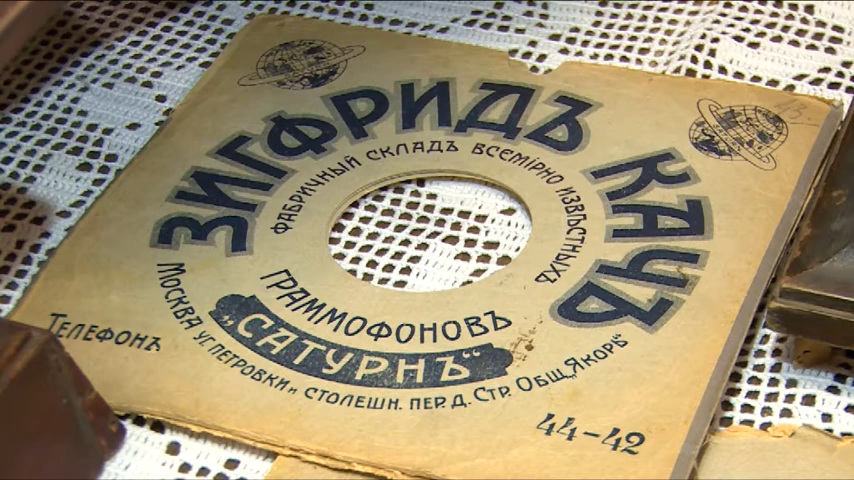 ЗИГФРИДЪ КАЧЪ
ФАБРИЧНЫЙ СКЛАДЪ ВСЕМІРНО ИЗВѢСТНЫХЪ
ГРАММОФОНОВЪ
„САТУРНЪ“
МОСКВА УГ. ПЕТРОВКИ И СТОЛЕШН. ПЕР. Д. СТР. ОБЩ. „ЯКОРЬ“
ТЕЛЕФОНЪ
44-42